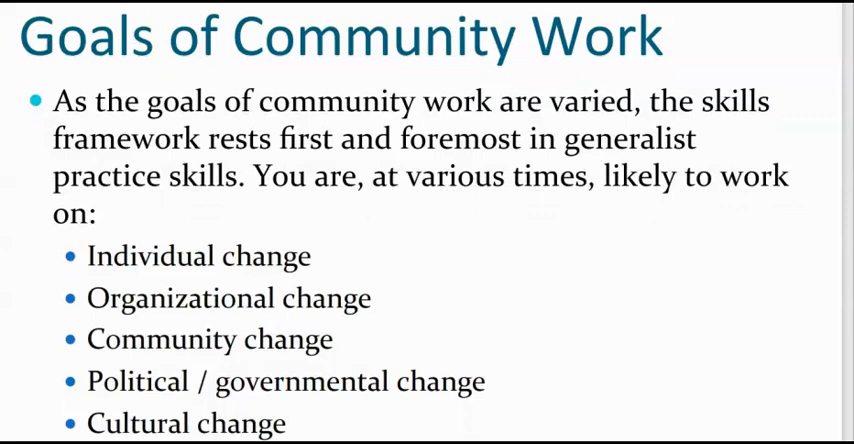 Goals of Community Work
• As the goals of community work are varied, the skills
framework rests first and foremost in generalist
practice skills. You are, at various times, likely to work
on:
• Individual change
• Organizational change
• Community change
• Political / governmental change
• Cultural change